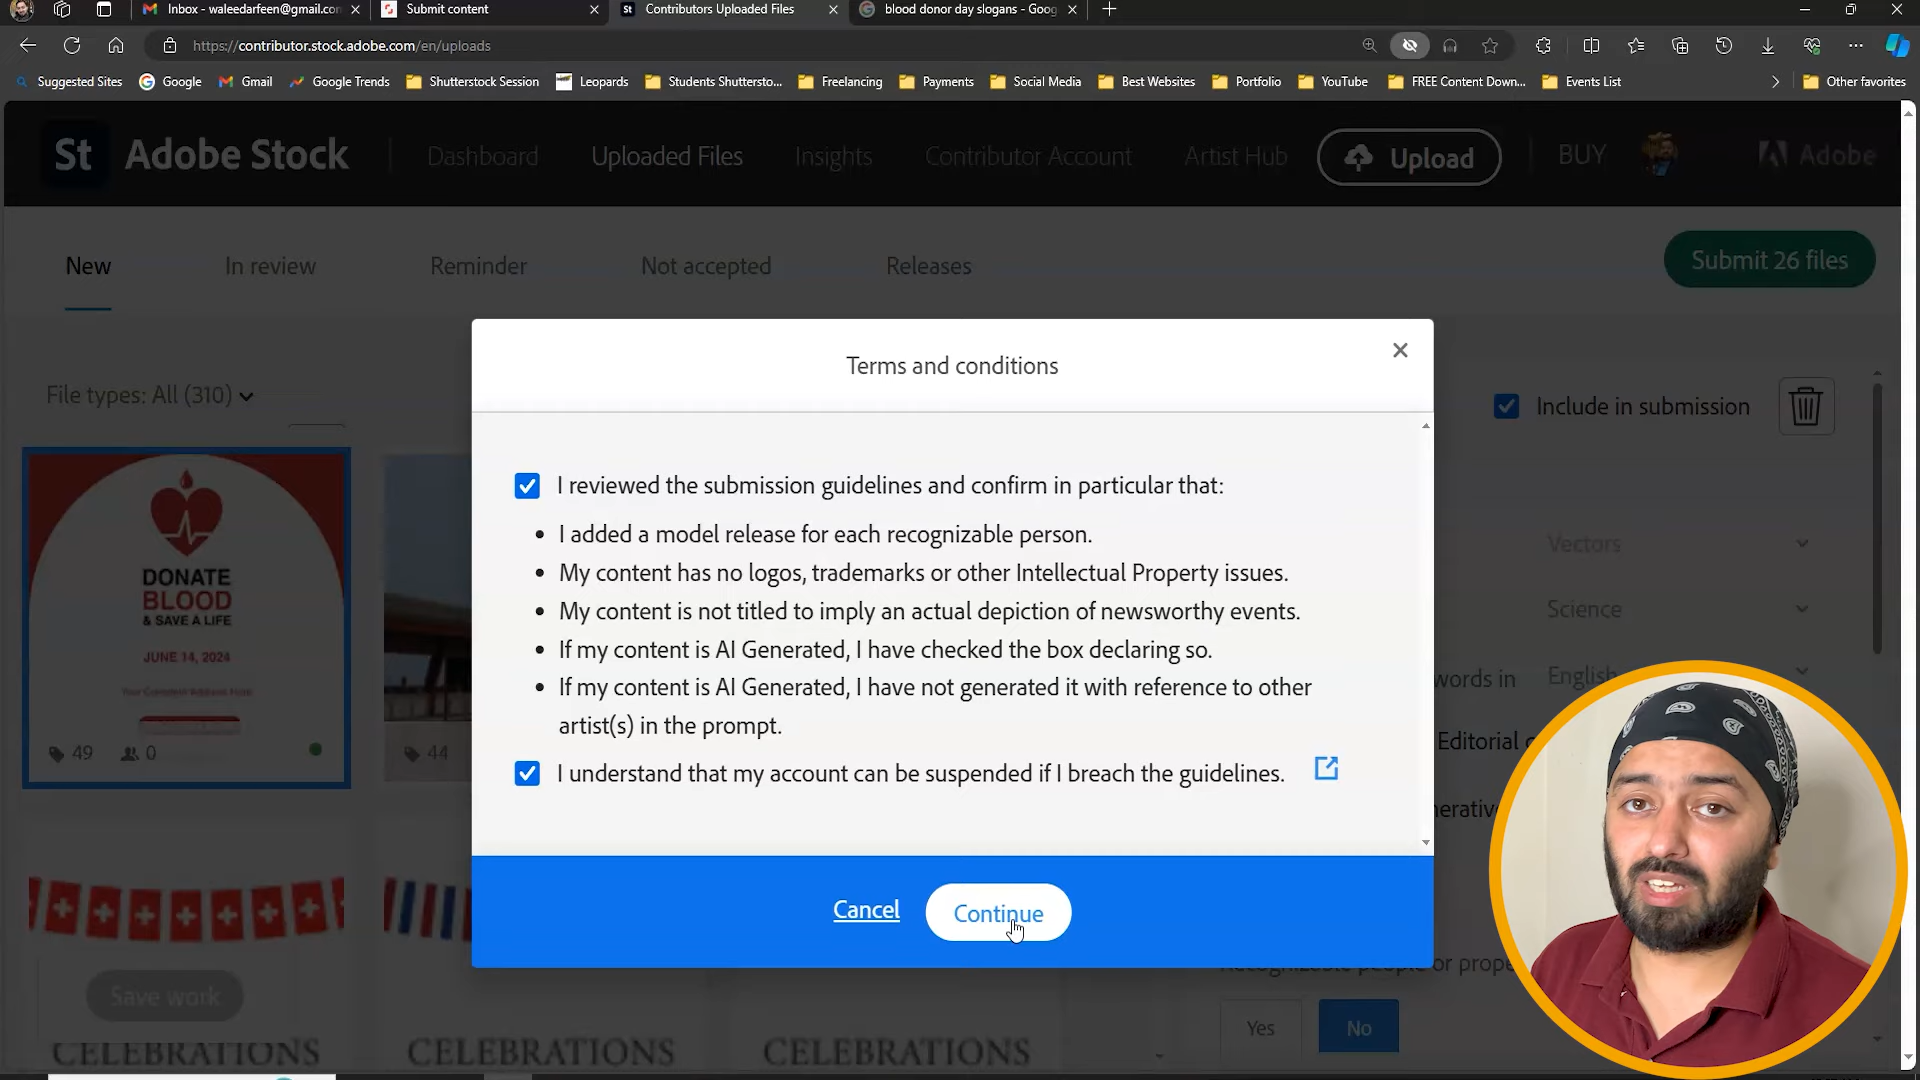 Inbox - waleedarfeen@gmail.con
Submit content
St Contributors Uploaded Files
blood donor day slogans - Goog
https://contributor.stock.adobe.com/en/uploads
Suggested Sites
Google
Gmail
Google Trends
Shutterstock Session
Leopards
Students Shuttersto...
Freelancing
Payments
Social Media
Best Websites
Portfolio
YouTube
FREE Content Down...
Events List
Other favorites
St Adobe Stock
Dashboard
Uploaded Files
Insights
Contributor Account
Artist Hub
Upload
BUY
Adobe
New
In review
Reminder
Not accepted
Releases
Submit 26 files
File types: All (310)
Terms and conditions
Include in submission
I reviewed the submission guidelines and confirm in particular that:
• I added a model release for each recognizable person.
• My content has no logos, trademarks or other Intellectual Property issues.
• My content is not titled to imply an actual depiction of newsworthy events.
• If my content is AI Generated, I have checked the box declaring so.
• If my content is AI Generated, I have not generated it with reference to other
artist(s) in the prompt.
I understand that my account can be suspended if I breach the guidelines.
Cancel
Continue
DONATE
BLOOD
& SAVE A LIFE
JUNE 14, 2024
49
0
44
Vectors
Science
words in
English
Editorial
Save work
CELEBRATIONS
CELEBRATIONS
CELEBRATIONS
Yes
No